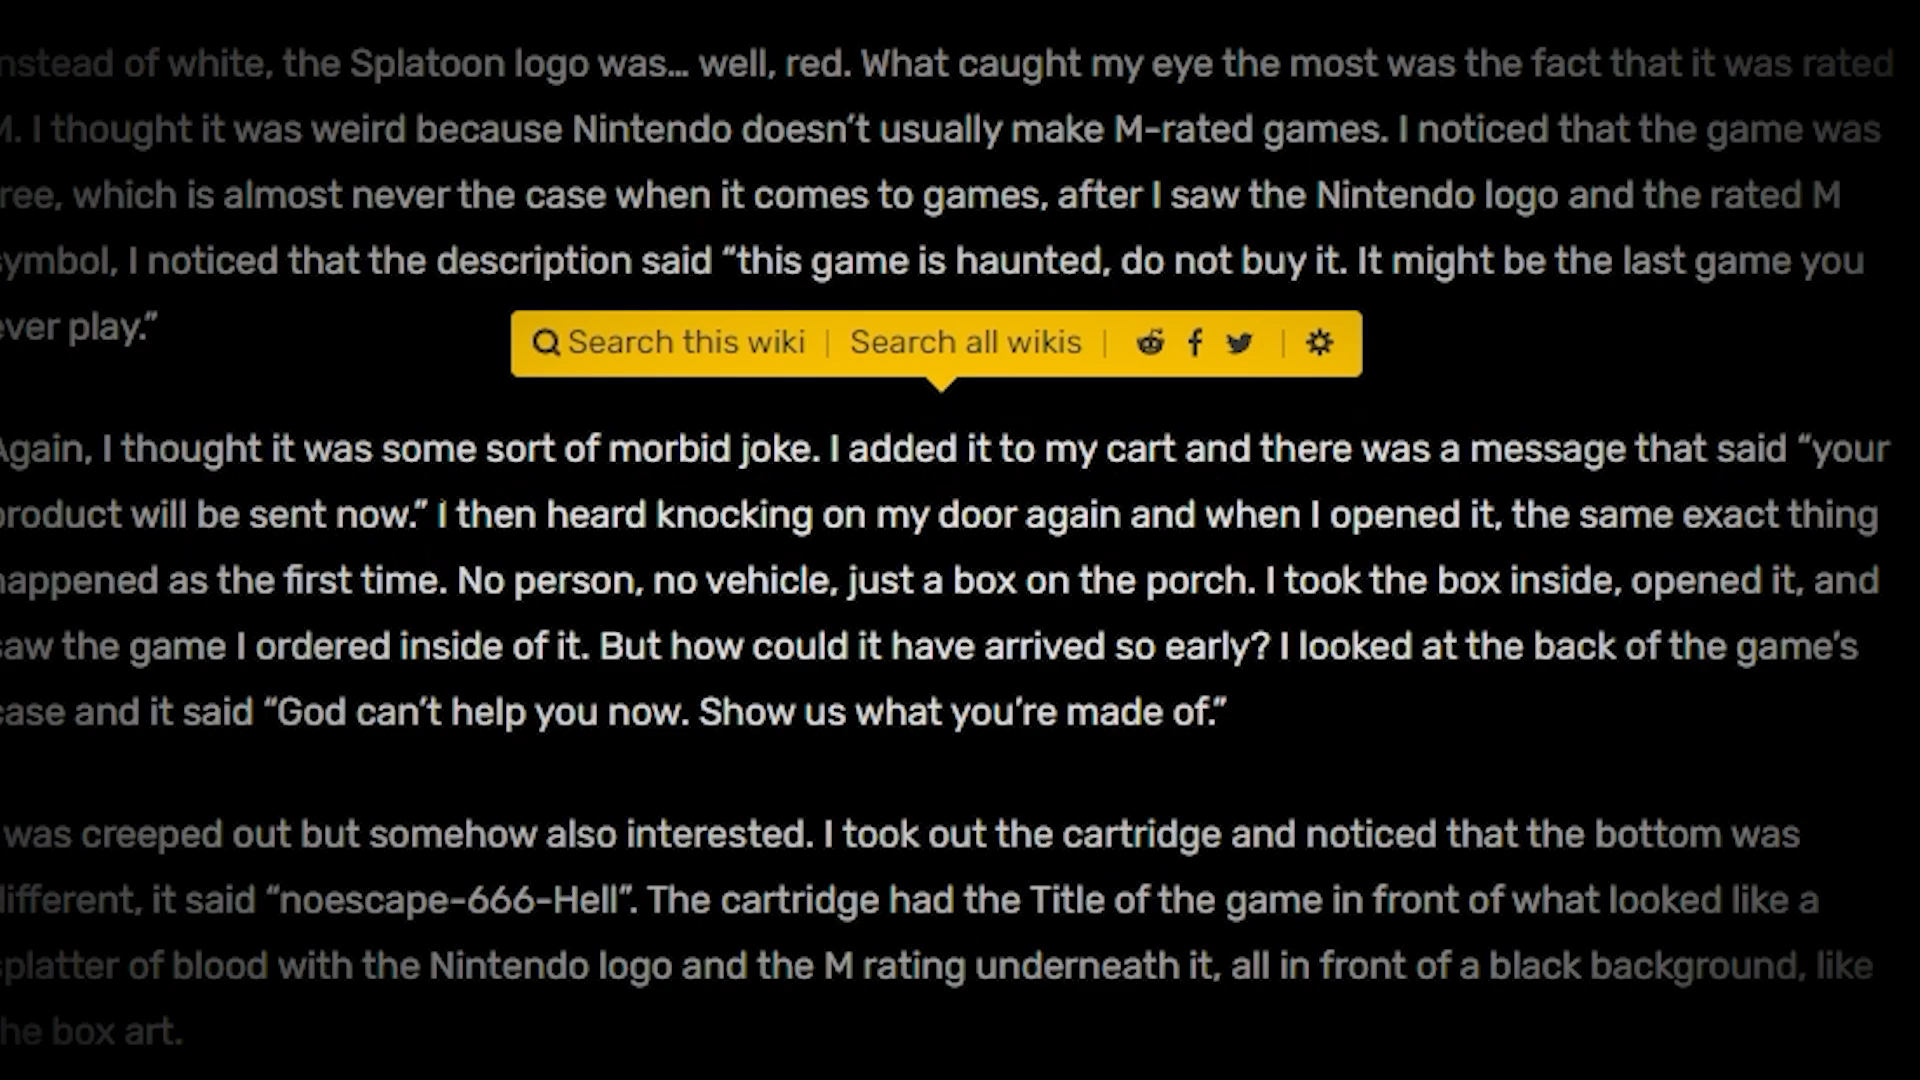 nstead of white, the Splatoon logo was… well, red. What caught my eye the most was the fact that it was rated
M. I thought it was weird because Nintendo doesn't usually make M-rated games. I noticed that the game was
ree, which is almost never the case when it comes to games, after I saw the Nintendo logo and the rated M
symbol, I noticed that the description said “this game is haunted, do not buy it. It might be the last game you
ever play.”
Search this wiki | Search all wikis |
Again, I thought it was some sort of morbid joke. I added it to my cart and there was a message that said “your
product will be sent now.” I then heard knocking on my door again and when I opened it, the same exact thing
happened as the first time. No person, no vehicle, just a box on the porch. I took the box inside, opened it, and
saw the game I ordered inside of it. But how could it have arrived so early? I looked at the back of the game's
case and it said “God can't help you now. Show us what you're made of.”
was creeped out but somehow also interested. I took out the cartridge and noticed that the bottom was
different, it said “noescape-666-Hell”. The cartridge had the Title of the game in front of what looked like a
splatter of blood with the Nintendo logo and the M rating underneath it, all in front of a black background, like
the box art.